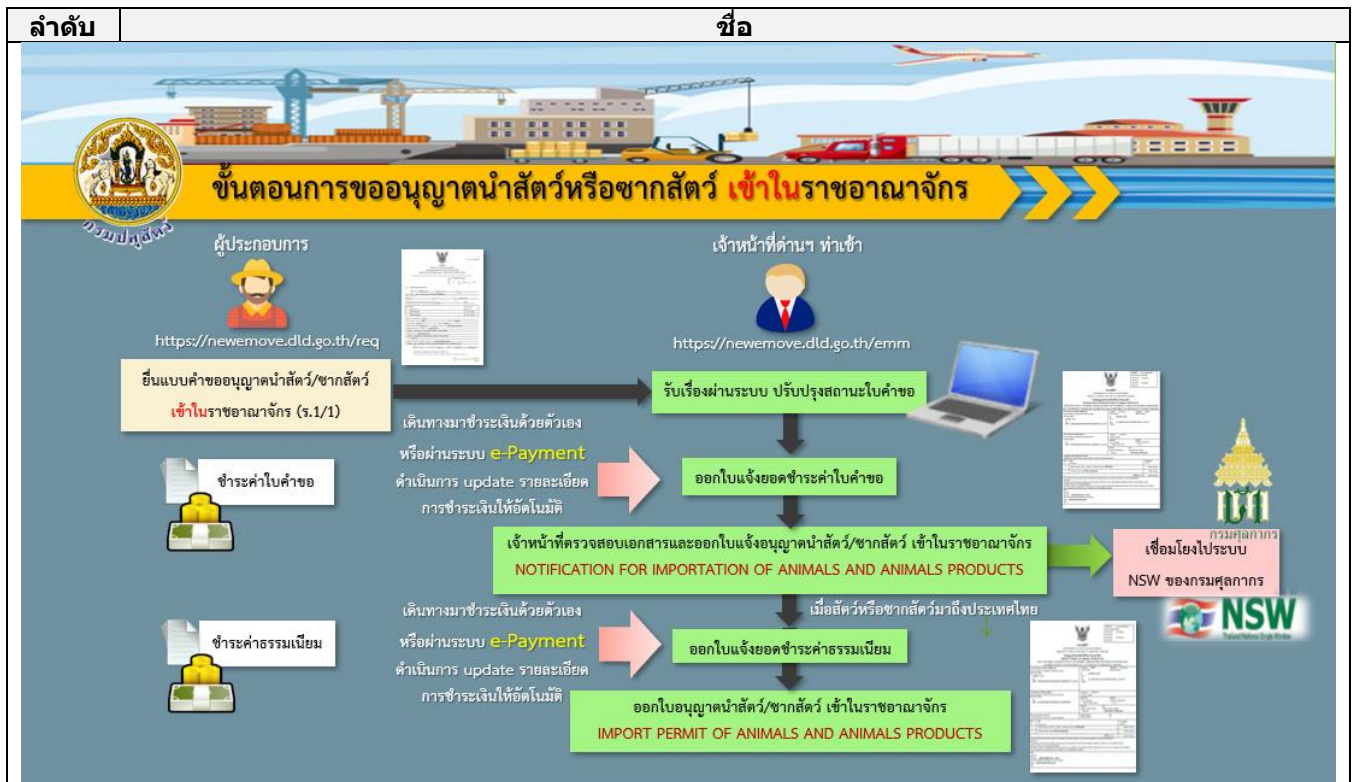 ลำดับ
ชื่อ
ขั้นตอนการขออนุญาตนำสัตว์หรือซากสัตว์ เข้าในราชอาณาจักร
กรมปศุสัตว์
ผู้ประกอบการ
เจ้าหน้าที่ด่านฯ ท่าเข้า
https://newemove.dld.go.th/req
https://newemove.dld.go.th/emm
ยื่นแบบคำขออนุญาตนำสัตว์/ซากสัตว์
เข้าในราชอาณาจักร (ร.1/1)
รับเรื่องผ่านระบบ ปรับปรุงสถานะใบคำขอ
ชำระค่าใบคำขอ
เดินทางมาชำระเงินด้วยตัวเอง
หรือผ่านระบบ e-Payment
ดำเนินการ update รายละเอียด
การชำระเงินให้อัตโนมัติ
ออกใบแจ้งยอดชำระค่าใบคำขอ
เจ้าหน้าที่ตรวจสอบเอกสารและออกใบแจ้งอนุญาตนำสัตว์/ซากสัตว์ เข้าในราชอาณาจักร
NOTIFICATION FOR IMPORTATION OF ANIMALS AND ANIMALS PRODUCTS
กรมศุลกากร
เชื่อมโยงไประบบ
NSW ของกรมศุลกากร
NSW
Thailand National Single Window
เมื่อสัตว์หรือซากสัตว์มาถึงประเทศไทย
ชำระค่าธรรมเนียม
เดินทางมาชำระเงินด้วยตัวเอง
หรือผ่านระบบ e-Payment
ดำเนินการ update รายละเอียด
การชำระเงินให้อัตโนมัติ
ออกใบแจ้งยอดชำระค่าธรรมเนียม
ออกใบอนุญาตนำสัตว์/ซากสัตว์ เข้าในราชอาณาจักร
IMPORT PERMIT OF ANIMALS AND ANIMALS PRODUCTS